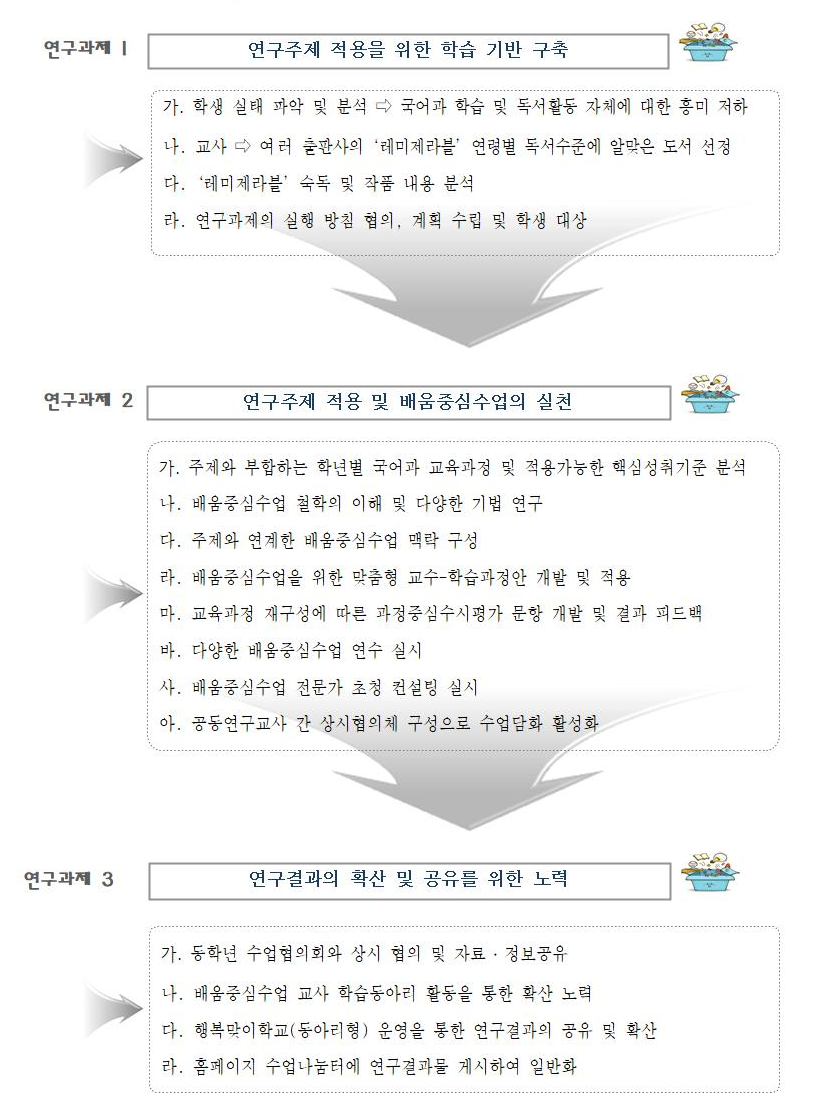 연구과제 1
연구주제 적용을 위한 학습 기반 구축
가. 학생 실태 파악 및 분석 ⇨ 국어과 학습 및 독서활동 자체에 대한 흥미 저하
나. 교사 ⇨ 여러 출판사의 ‘레미제라블’ 연령별 독서수준에 알맞은 도서 선정
다. ‘레미제라블’ 숙독 및 작품 내용 분석
라. 연구과제의 실행 방침 협의, 계획 수립 및 학생 대상
연구과제 2
연구주제 적용 및 배움중심수업의 실천
가. 주제와 부합하는 학년별 국어과 교육과정 및 적용가능한 핵심성취기준 분석
나. 배움중심수업 철학의 이해 및 다양한 기법 연구
다. 주제와 연계한 배움중심수업 맥락 구성
라. 배움중심수업을 위한 맞춤형 교수-학습과정안 개발 및 적용
마. 교육과정 재구성에 따른 과정중심수시평가 문항 개발 및 결과 피드백
바. 다양한 배움중심수업 연수 실시
사. 배움중심수업 전문가 초청 컨설팅 실시
아. 공동연구교사 간 상시협의체 구성으로 수업담화 활성화
연구과제 3
연구결과의 확산 및 공유를 위한 노력
가. 동학년 수업협의회와 상시 협의 및 자료·정보공유
나. 배움중심수업 교사 학습동아리 활동을 통한 확산 노력
다. 행복맞이학교(동아리형) 운영을 통한 연구결과의 공유 및 확산
라. 홈페이지 수업나눔터에 연구결과물 게시하여 일반화